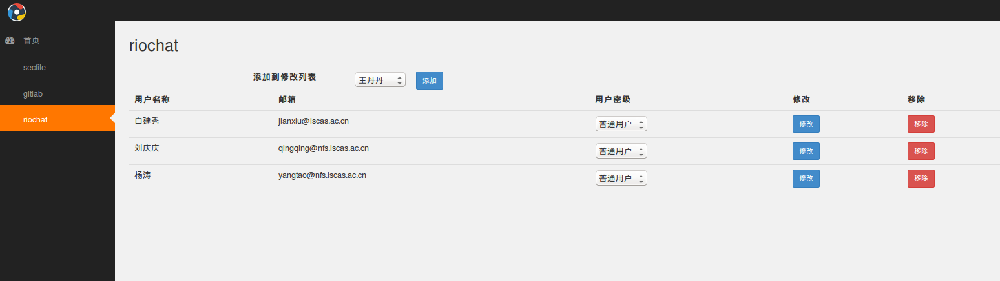 首页
secfile
gitlab
riochat
riochat
添加到修改列表 王丹丹 添加
用户名称 邮箱 用户密级 修改 移除
白建秀 jianxiu@iscas.ac.cn 普通用户 修改 移除
刘庆庆 qingqing@nfs.iscas.ac.cn 普通用户 修改 移除
杨涛 yangtao@nfs.iscas.ac.cn 普通用户 修改 移除